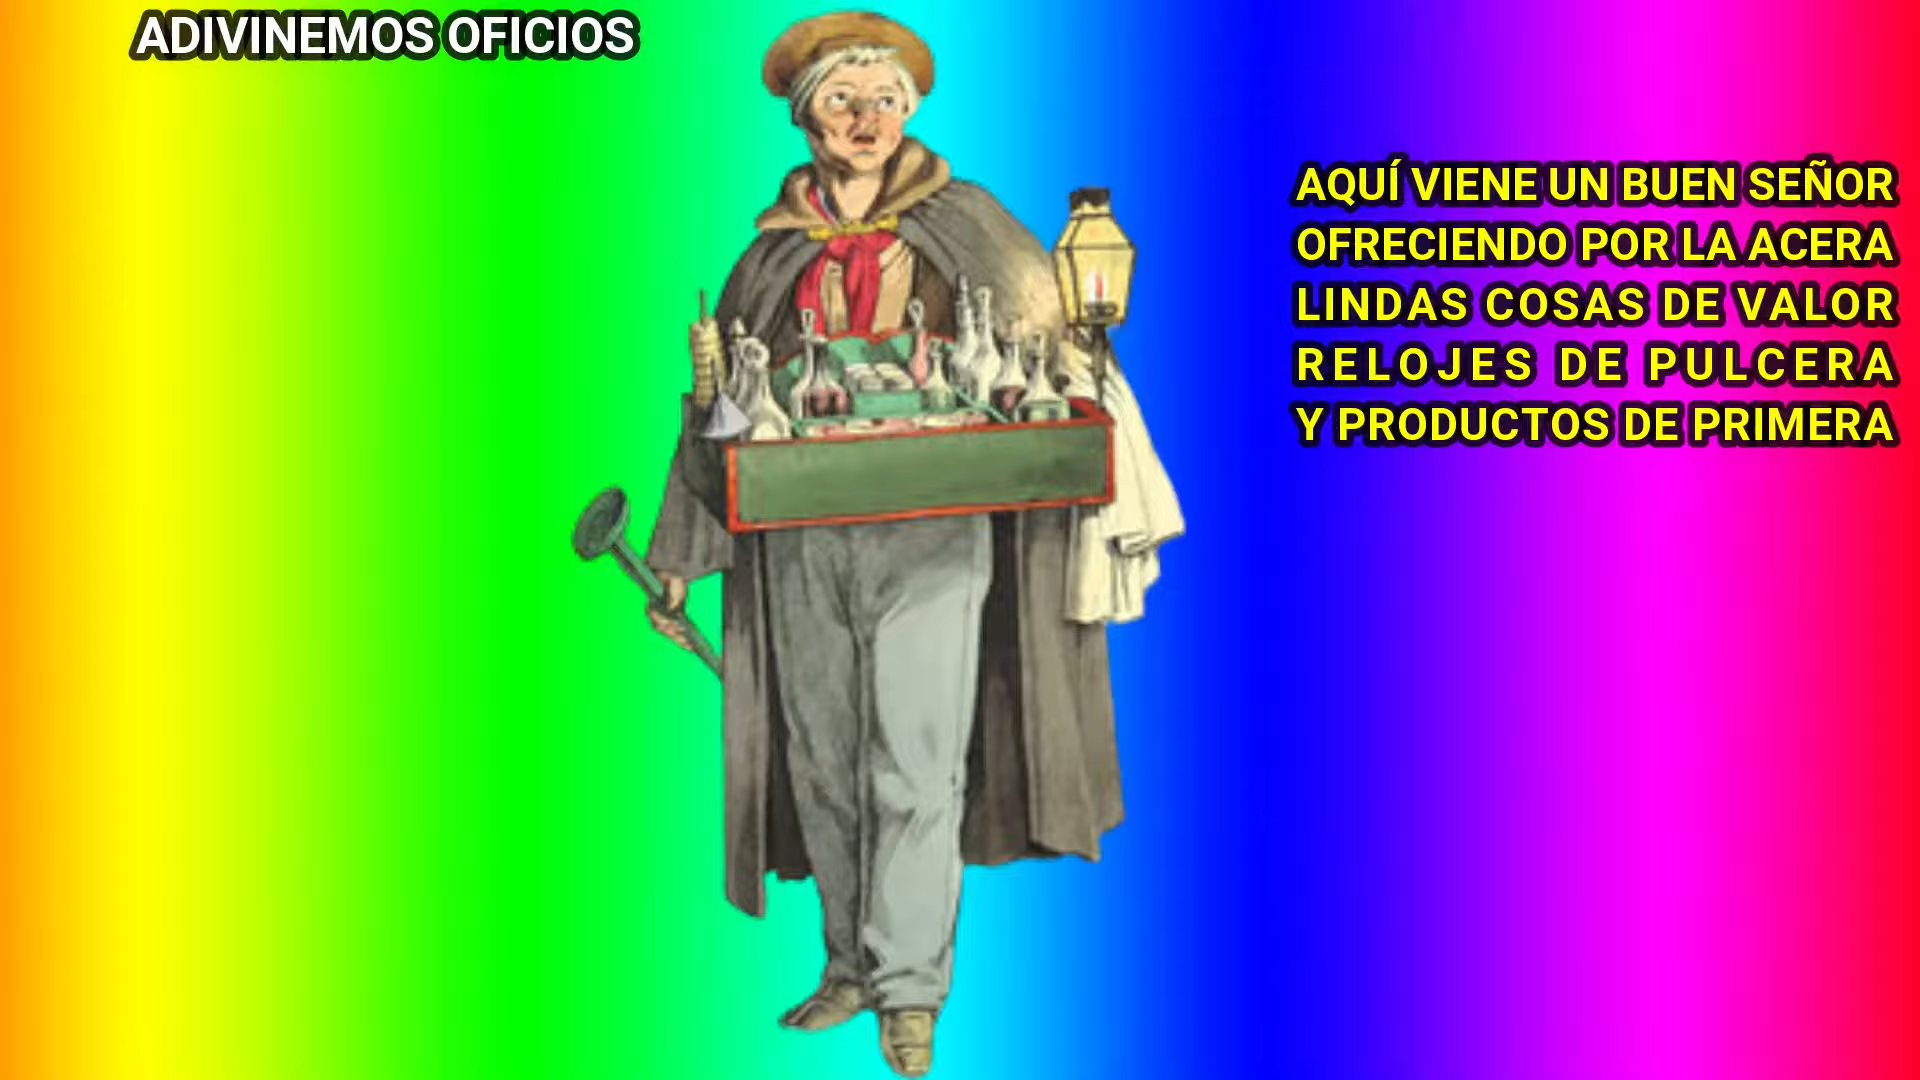 ADIVINEMOS OFICIOS
AQUÍ VIENE UN BUEN SEÑOR
OFRECIENDO POR LA ACERA
LINDAS COSAS DE VALOR
RELOJES DE PULCERA
Y PRODUCTOS DE PRIMERA